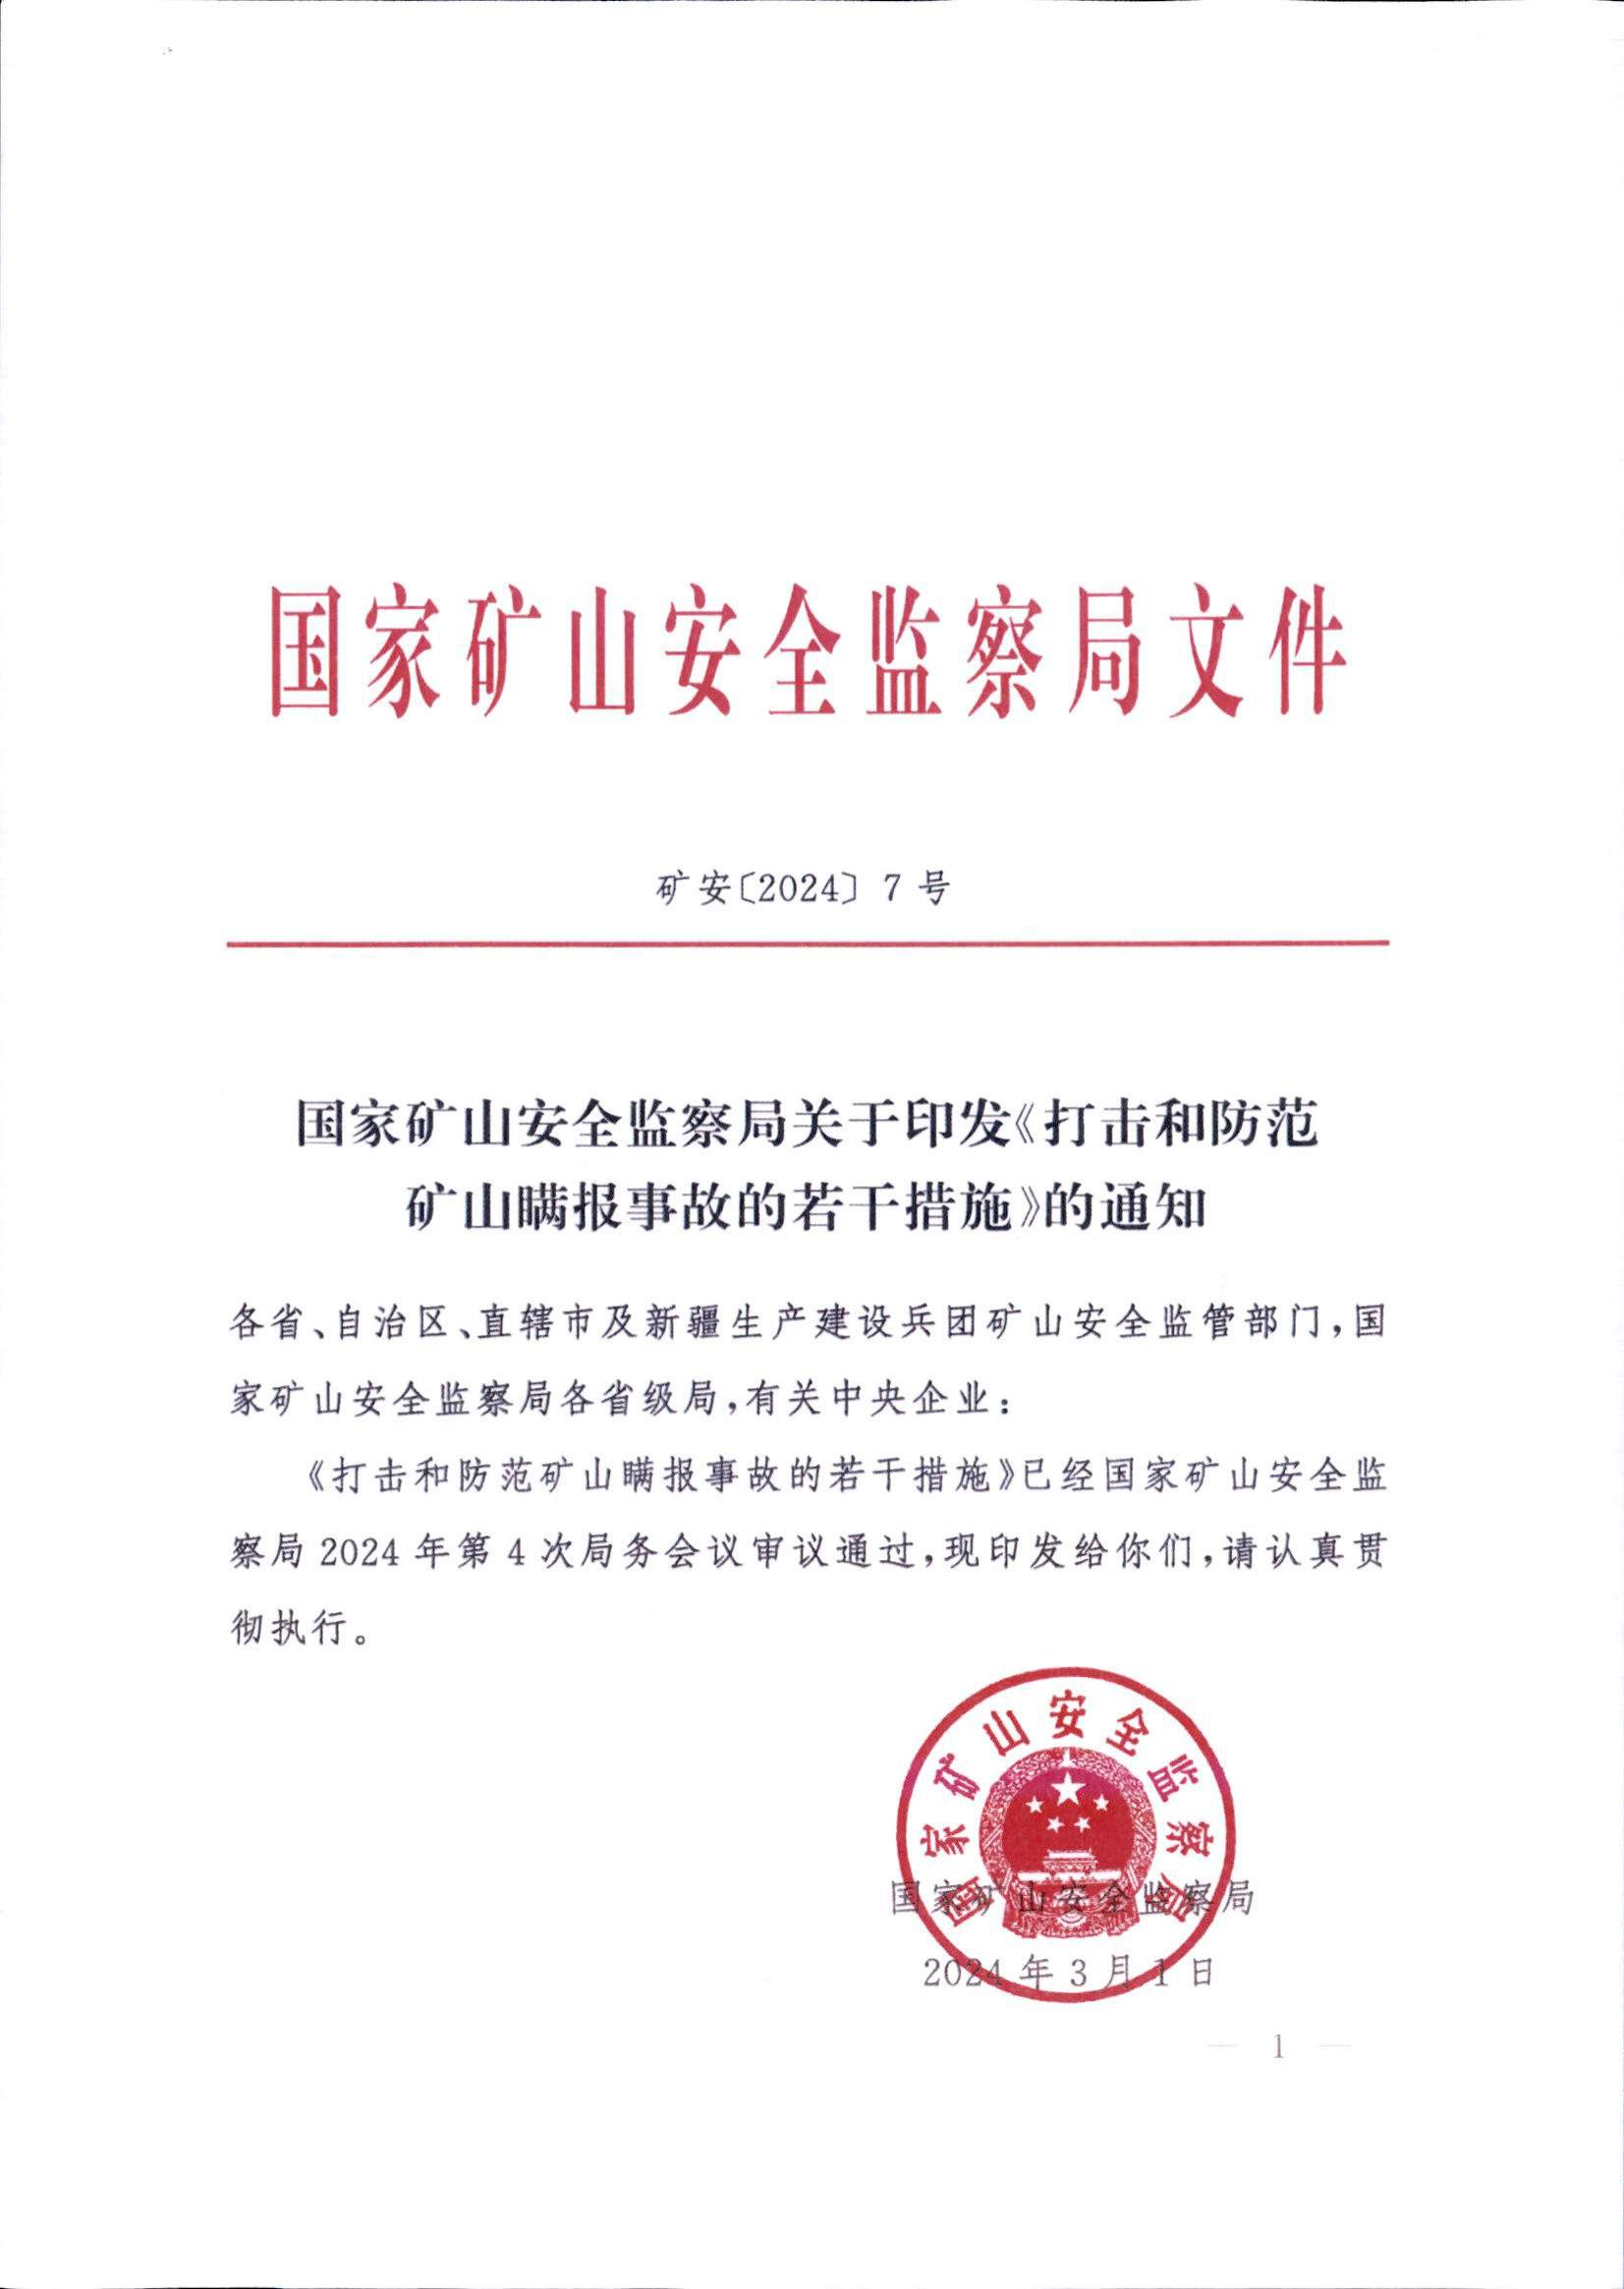 国家矿山安全监察局文件
矿安〔2024〕7号
国家矿山安全监察局关于印发《打击和防范
矿山瞒报事故的若干措施》的通知
各省、自治区、直辖市及新疆生产建设兵团矿山安全监管部门,国
家矿山安全监察局各省级局,有关中央企业:
《打击和防范矿山瞒报事故的若干措施》已经国家矿山安全监
察局2024年第4次局务会议审议通过,现印发给你们,请认真贯
彻执行。
国家矿山安全监察局
国家矿山安全监察局
2024年3月1日
— 1 —